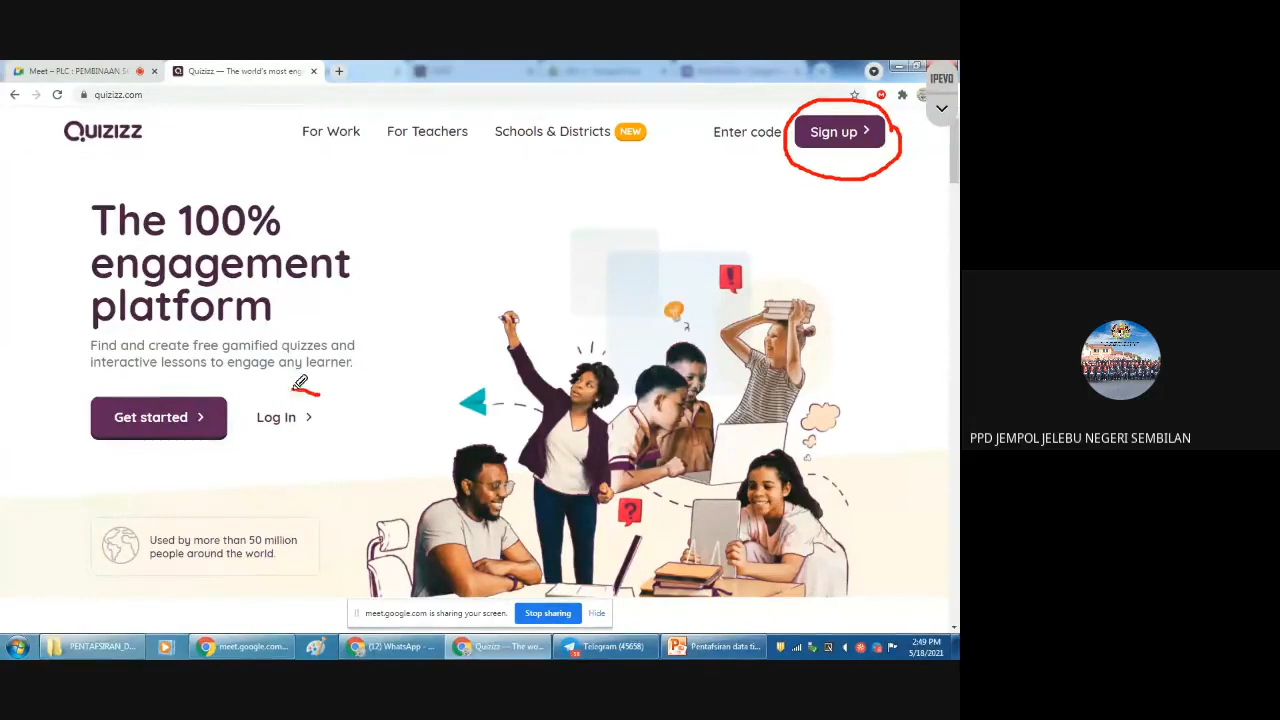 Meet – PLC : PEMBINAAN S
Quizizz — The world's most eng
IPEVO
quizizz.com
QUIZIZZ
For Work
For Teachers
Schools & Districts NEW
Enter code
Sign up
The 100%
engagement
platform
Find and create free gamified quizzes and
interactive lessons to engage any learner.
Get started
Log In
Used by more than 50 million
people around the world.
PPD JEMPOL JELEBU NEGERI SEMBILAN
meet.google.com is sharing your screen.
Stop sharing
Hide
PENTAFSIRAN_D...
meet.google.com...
(12) WhatsApp - ...
Quizizz — The wo...
Telegram (45658)
Pentafsiran data ti...
2:49 PM
5/18/2021